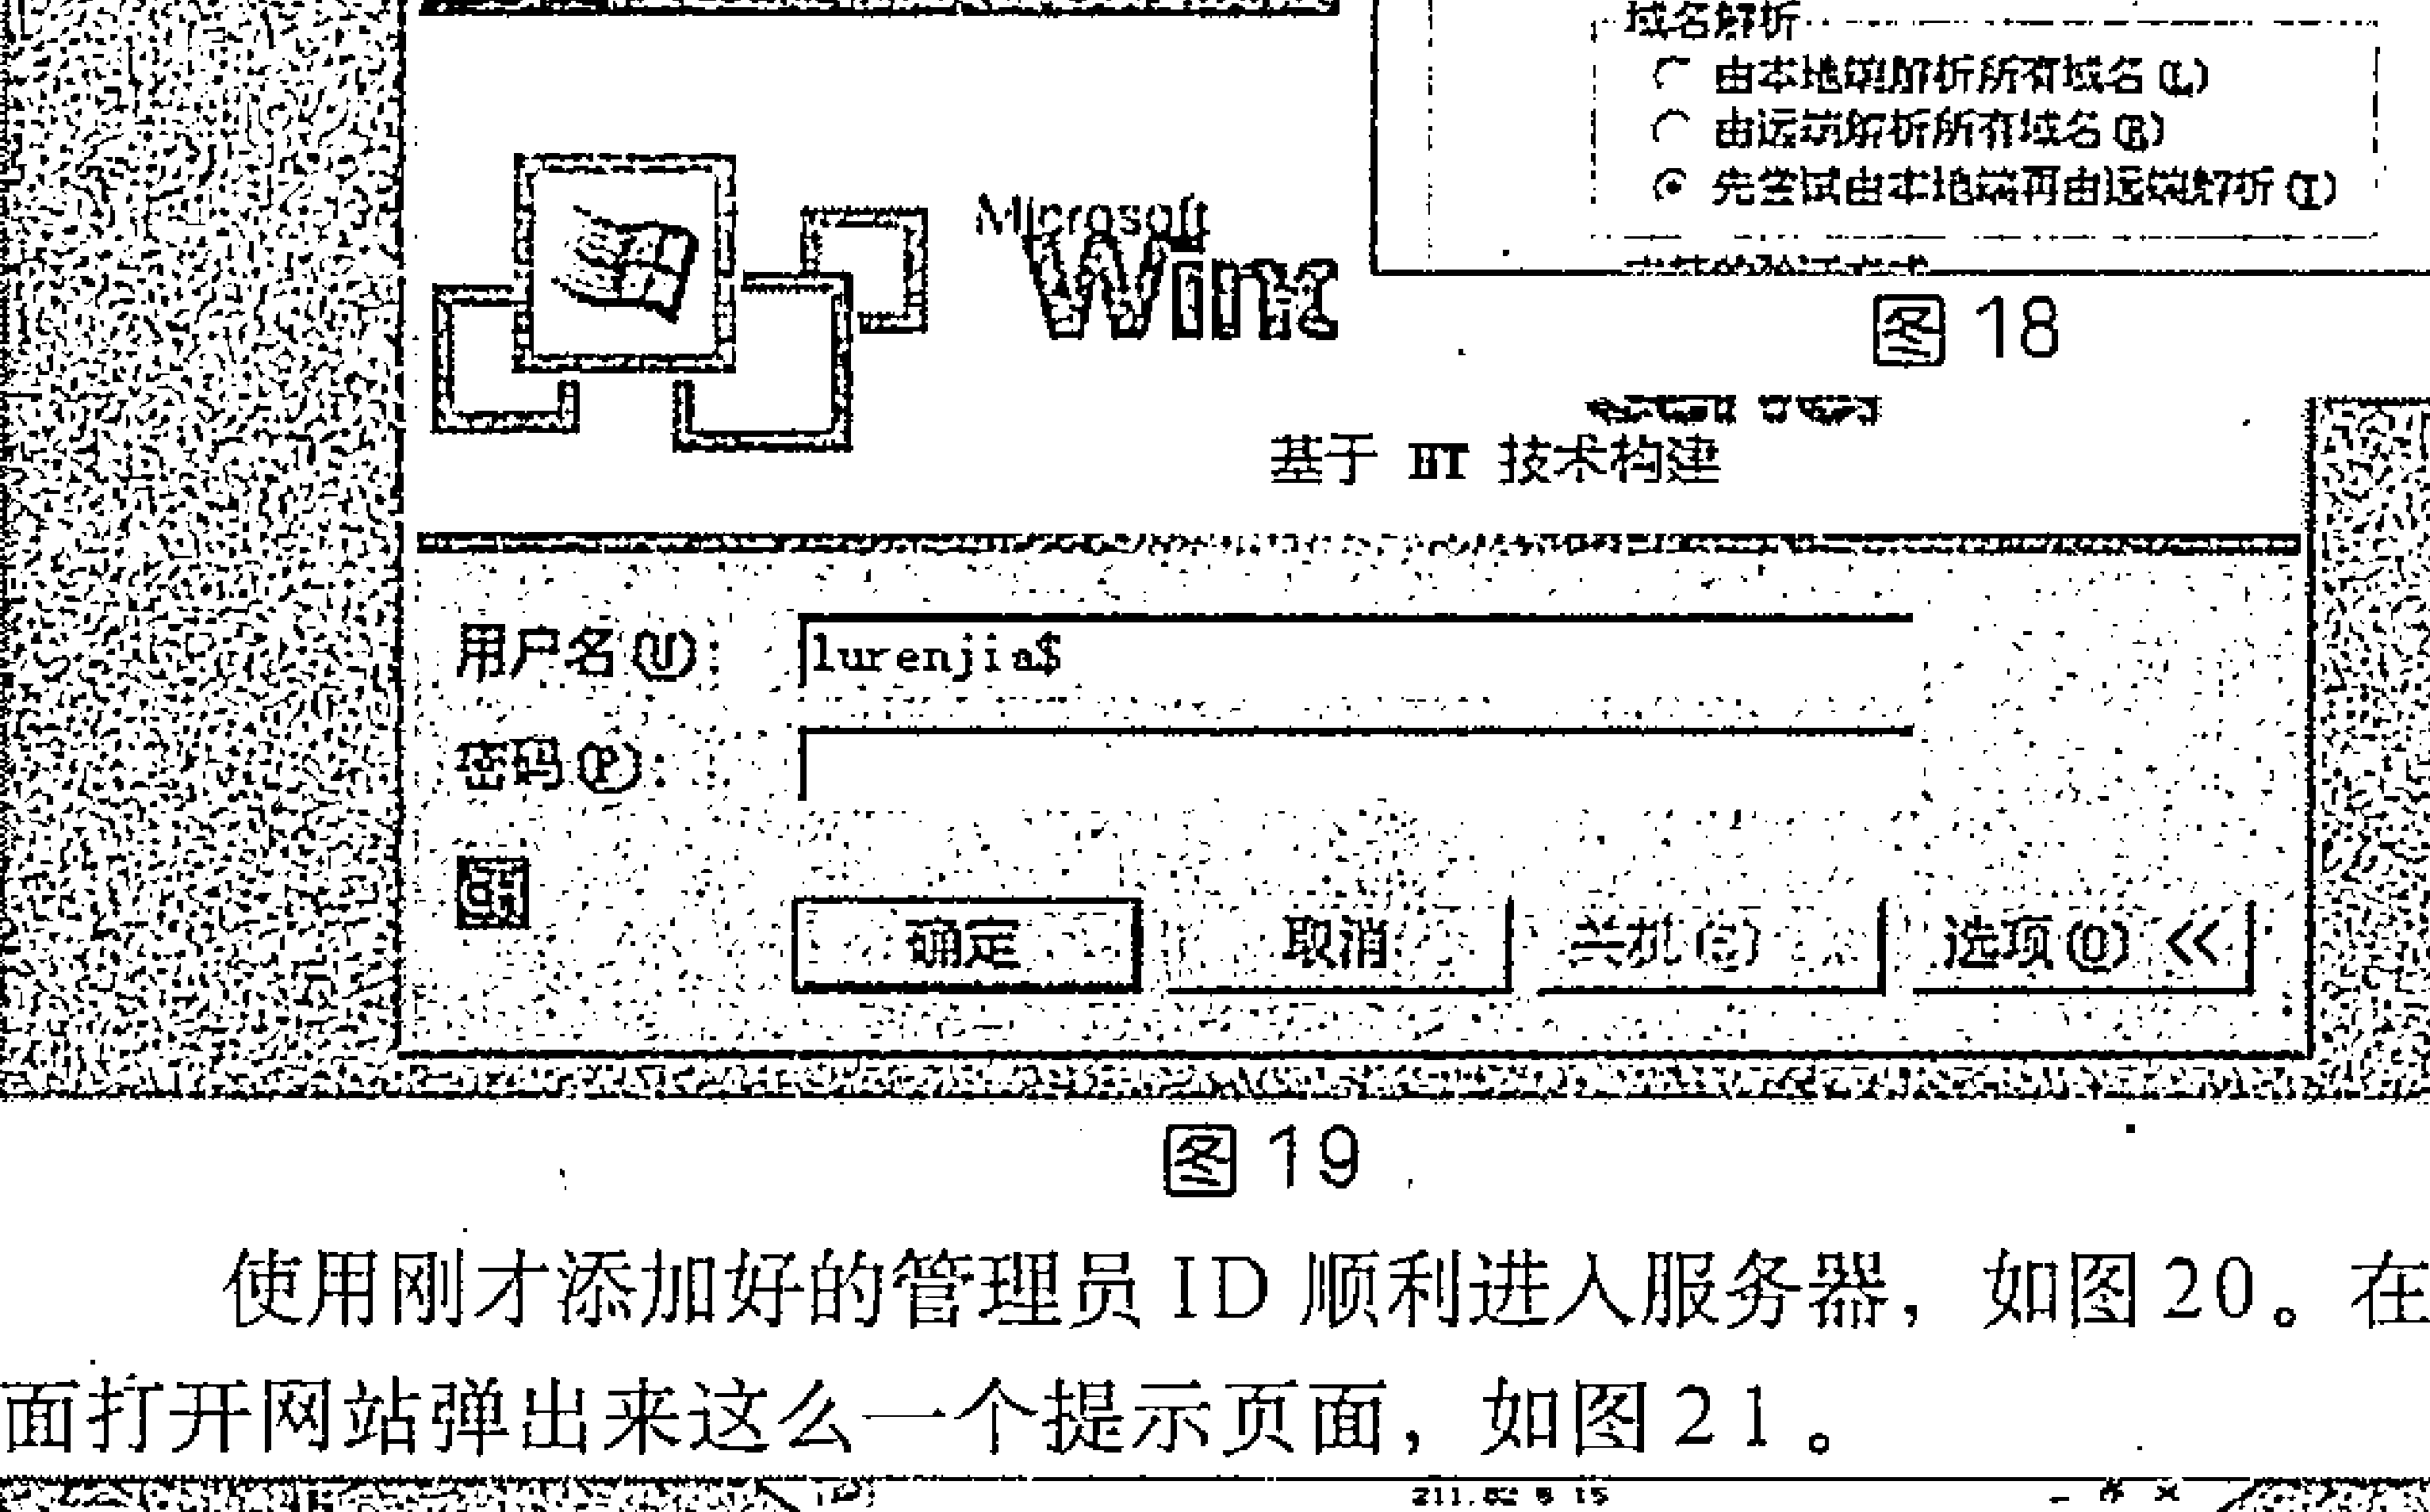 域名解析
由本地端解析所有域名(L)
由远端解析所有域名(R)
先尝试由本地端再由远端解析(T)
图 18
Microsoft
Wind
基于 NT 技术构建
用户名(U):
lurenjia$
密码(P):
确定
取消
关机(S)
选项(O) <<
图 19
使用刚才添加好的管理员 ID 顺利进入服务器，如图 20。在
面打开网站弹出来这么一个提示页面，如图 21。